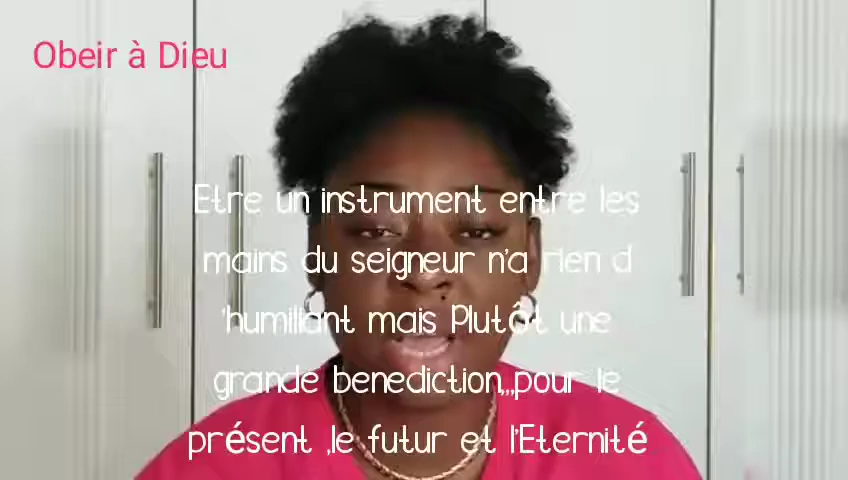 Obeir à Dieu
Etre un instrument entre les
mains du seigneur n'a rien d
'humiliant mais Plutôt une
grande benediction,,,pour le
présent ,le futur et l'Eternité